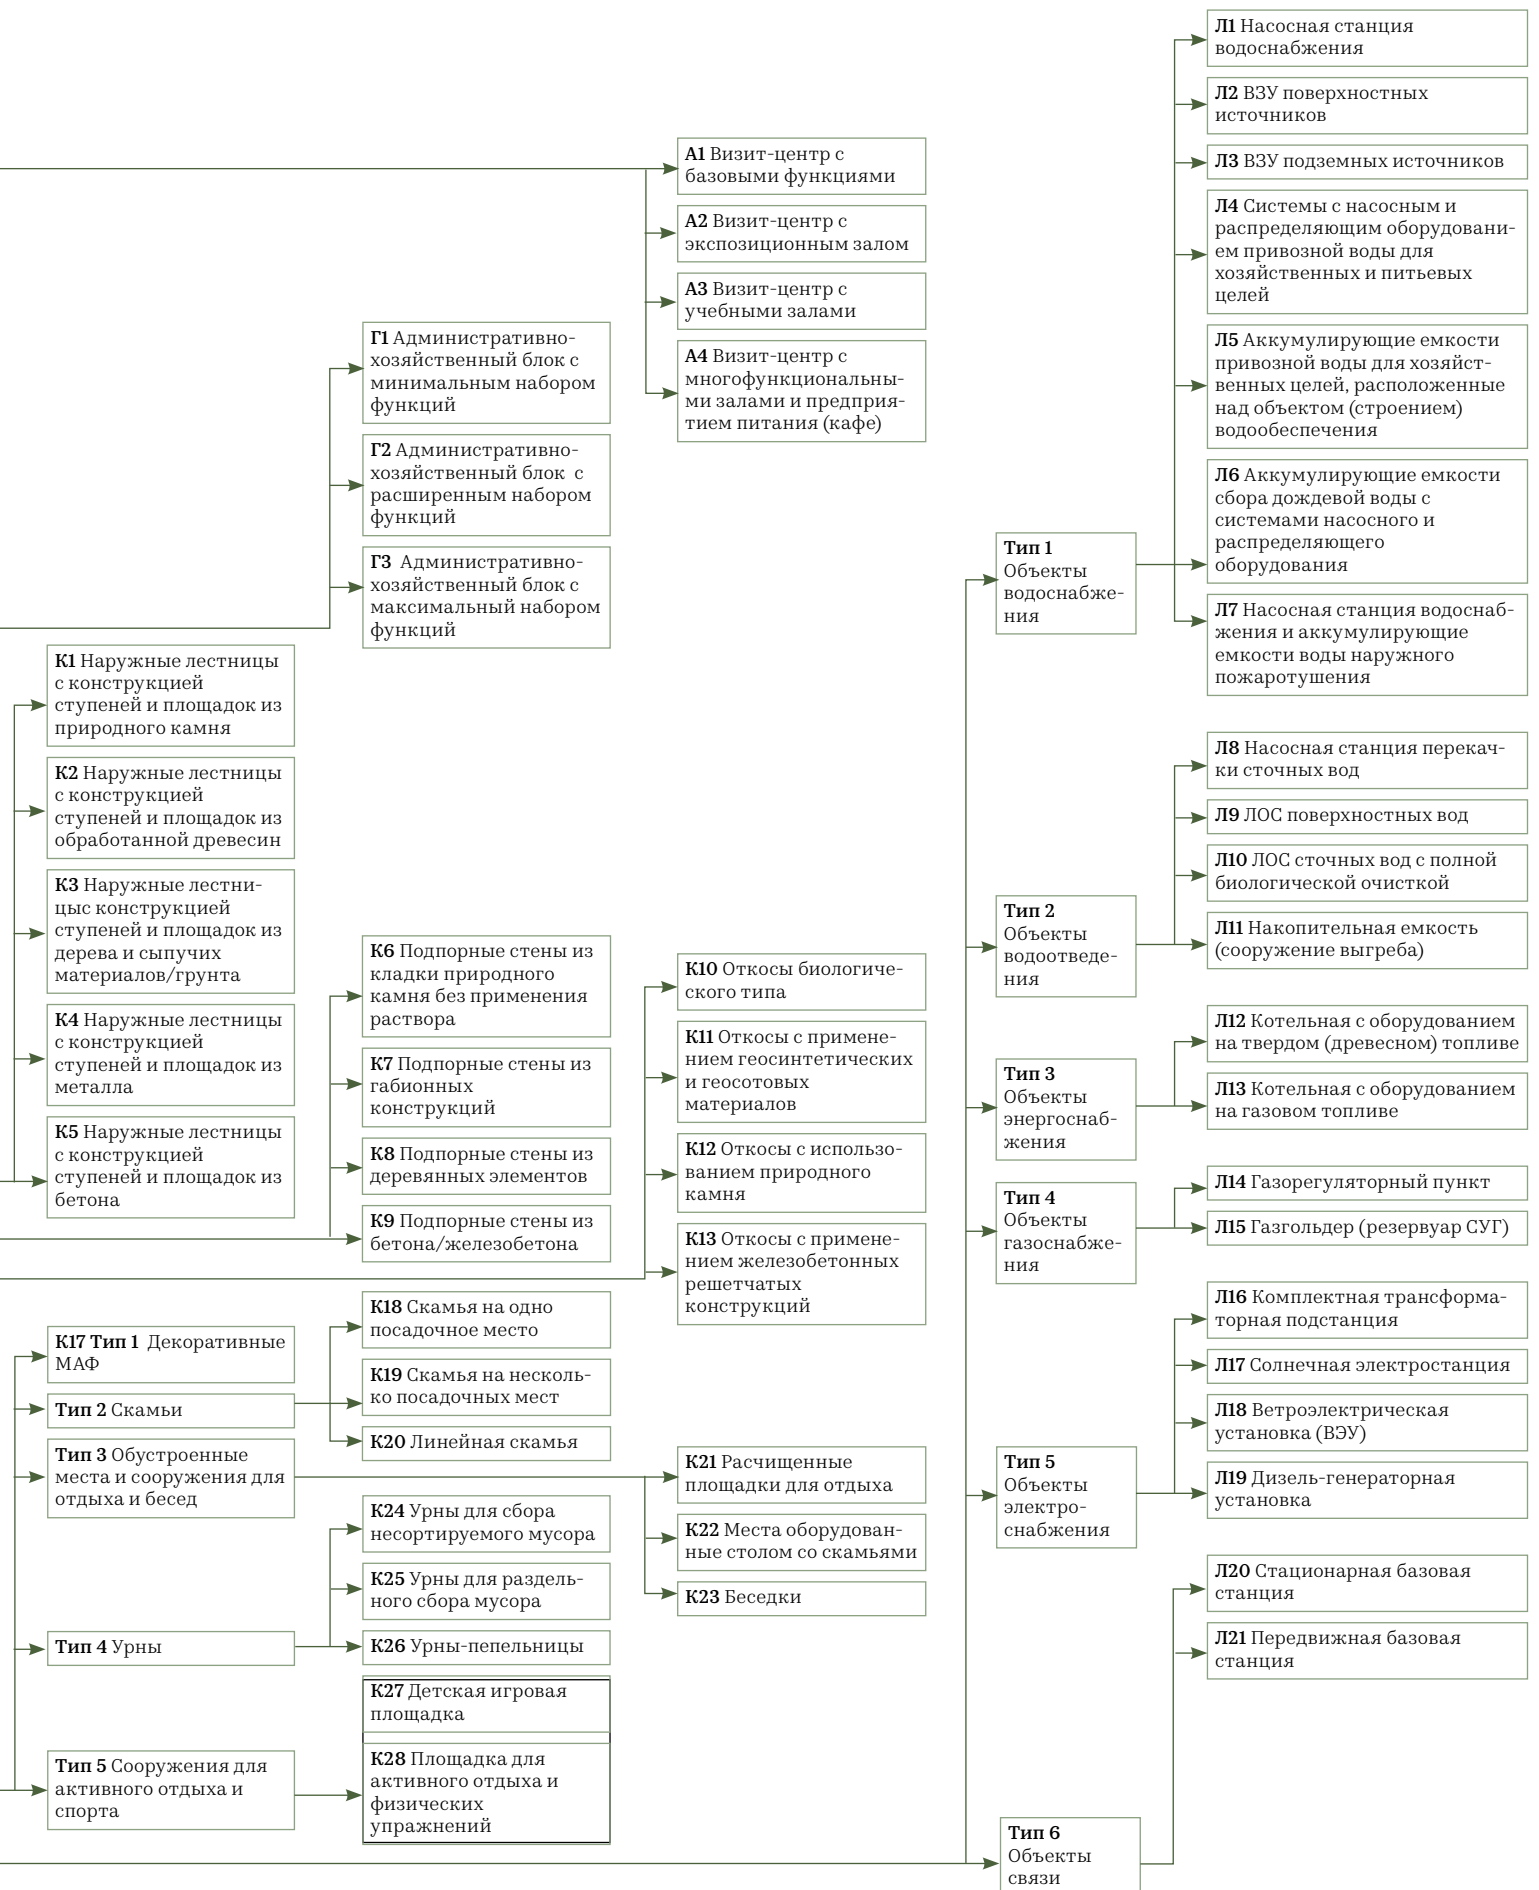 А1 Визит-центр с
базовыми функциями
А2 Визит-центр с
экспозиционным залом
А3 Визит-центр с
учебными залами
А4 Визит-центр с
многофункциональны-
ми залами и предприя-
тием питания (кафе)
Г1 Административно-
хозяйственный блок с
минимальным набором
функций
Г2 Административно-
хозяйственный блок  с
расширенным набором
функций
Г3  Административно-
хозяйственный блок с
максимальный набором
функций
К1 Наружные лестницы
с конструкцией
ступеней и площадок из
природного камня
К2 Наружные лестницы
с конструкцией
ступеней и площадок из
обработанной древесин
К3 Наружные лестни-
цыс конструкцией
ступеней и площадок из
дерева и сыпучих
материалов/грунта
К4 Наружные лестницы
с конструкцией
ступеней и площадок из
металла
К5 Наружные лестницы
с конструкцией
ступеней и площадок из
бетона
К6 Подпорные стены из
кладки природного
камня без применения
раствора
К7 Подпорные стены из
габионных
конструкций
К8 Подпорные стены из
деревянных элементов
К9 Подпорные стены из
бетона/железобетона
К10 Откосы биологиче-
ского типа
К11 Откосы с примене-
нием геосинтетических
и геосотовых
материалов
К12 Откосы с использо-
ванием природного
камня
К13 Откосы с примене-
нием железобетонных
решетчатых
конструкций
К17 Тип 1  Декоративные
МАФ
Тип 2 Скамьи
Тип 3 Обустроенные
места и сооружения для
отдыха и бесед
Тип 4 Урны
Тип 5 Сооружения для
активного отдыха и
спорта
К18 Скамья на одно
посадочное место
К19 Скамья на несколь-
ко посадочных мест
К20 Линейная скамья
К21 Расчищенные
площадки для отдыха
К22 Места оборудован-
ные столом со скамьями
К23 Беседки
К24 Урны для сбора
несортируемого мусора
К25 Урны для раздель-
ного сбора мусора
К26 Урны-пепельницы
К27 Детская игровая
площадка
К28 Площадка для
активного отдыха и
физических
упражнений
Тип 1
Объекты
водоснабже-
ния
Л1 Насосная станция
водоснабжения
Л2 ВЗУ поверхностных
источников
Л3 ВЗУ подземных источников
Л4 Системы с насосным и
распределяющим оборудовани-
ем привозной воды для
хозяйственных и питьевых
целей
Л5 Аккумулирующие емкости
привозной воды для хозяйст-
венных целей, расположенные
над объектом (строением)
водообеспечения
Л6 Аккумулирующие емкости
сбора дождевой воды с
системами насосного и
распределяющего
оборудования
Л7 Насосная станция водоснаб-
жения и аккумулирующие
емкости воды наружного
пожаротушения
Тип 2
Объекты
водоотведе-
ния
Л8 Насосная станция перекач-
ки сточных вод
Л9 ЛОС поверхностных вод
Л10 ЛОС сточных вод с полной
биологической очисткой
Л11 Накопительная емкость
(сооружение выгреба)
Тип 3
Объекты
энергоснаб-
жения
Л12 Котельная с оборудованием
на твердом (древесном) топливе
Л13 Котельная с оборудованием
на газовом топливе
Тип 4
Объекты
газоснабже-
ния
Л14 Газорегуляторный пункт
Л15 Газгольдер (резервуар СУГ)
Тип 5
Объекты
электро-
снабжения
Л16 Комплектная трансформа-
торная подстанция
Л17 Солнечная электростанция
Л18 Ветроэлектрическая
установка (ВЭУ)
Л19 Дизель-генераторная
установка
Тип 6
Объекты
связи
Л20 Стационарная базовая
станция
Л21 Передвижная базовая
станция